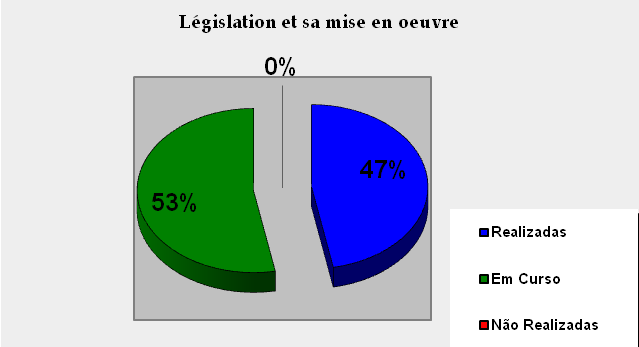 Législation et sa mise en oeuvre
0%
47%
53%
Realizadas
Em Curso
Não Realizadas